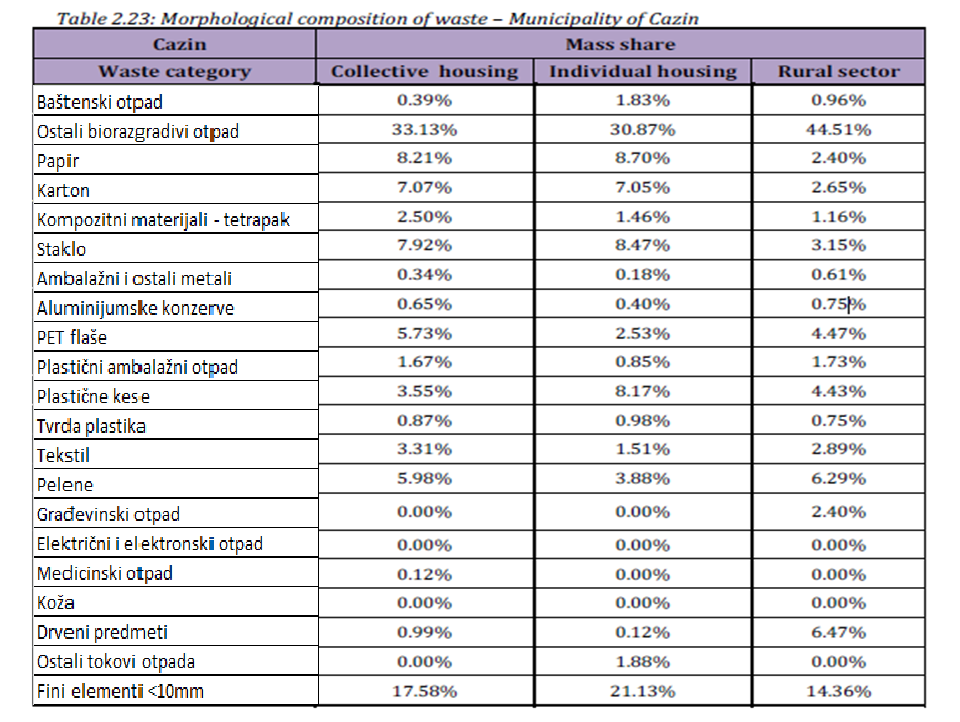 Table 2.23: Morphological composition of waste – Municipality of Cazin
Cazin Mass share
Waste category Collective housing Individual housing Rural sector
Baštenski otpad 0.39% 1.83% 0.96%
Ostali biorazgradivi otpad 33.13% 30.87% 44.51%
Papir 8.21% 8.70% 2.40%
Karton 7.07% 7.05% 2.65%
Kompozitni materijali - tetrapak 2.50% 1.46% 1.16%
Staklo 7.92% 8.47% 3.15%
Ambalažni i ostali metali 0.34% 0.18% 0.61%
Aluminijumske konzerve 0.65% 0.40% 0.75%
PET flaše 5.73% 2.53% 4.47%
Plastični ambalažni otpad 1.67% 0.85% 1.73%
Plastične kese 3.55% 8.17% 4.43%
Tvrda plastika 0.87% 0.98% 0.75%
Tekstil 3.31% 1.51% 2.89%
Pelene 5.98% 3.88% 6.29%
Građevinski otpad 0.00% 0.00% 2.40%
Električni i elektronski otpad 0.00% 0.00% 0.00%
Medicinski otpad 0.12% 0.00% 0.00%
Koža 0.00% 0.00% 0.00%
Drveni predmeti 0.99% 0.12% 6.47%
Ostali tokovi otpada 0.00% 1.88% 0.00%
Fini elementii <10mm 17.58% 21.13% 14.36%